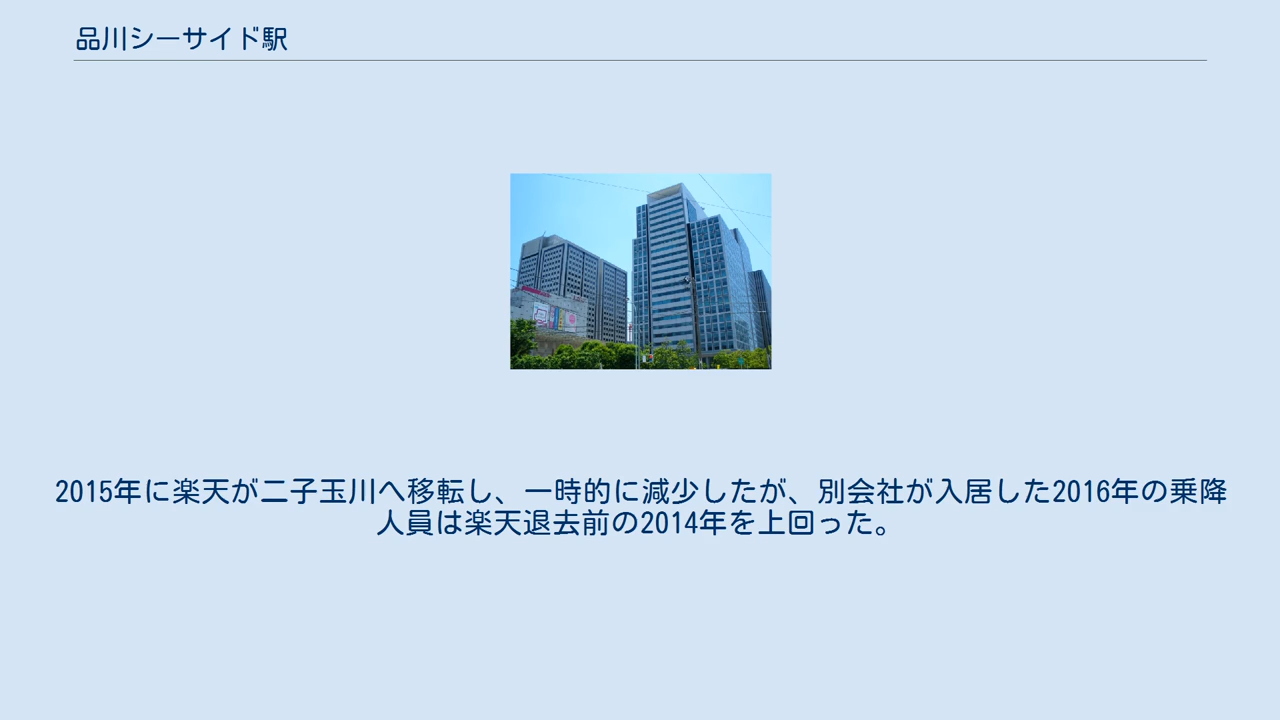 品川シーサイド駅
2015年に楽天が二子玉川へ移転し、一時的に減少したが、別会社が入居した2016年の乗降
人員は楽天退去前の2014年を上回った。